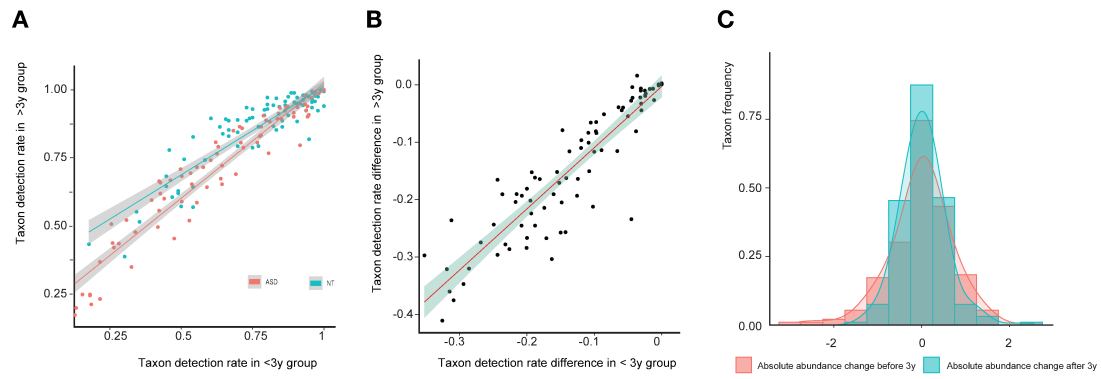 A
Taxon detection rate in >3y group
1.00
0.75
0.50
0.25
0.25
0.5
0.75
1
ASD
NT
Taxon detection rate in <3y group
B
Taxon detection rate difference in >3y group
0.0
-0.1
-0.2
-0.3
-0.4
-0.3
-0.2
-0.1
0
Taxon detection rate difference in < 3y group
C
Taxon frequency
0.75
0.50
0.25
0.00
-2
0
2
Absolute abundance change before 3y
Absolute abundance change after 3y